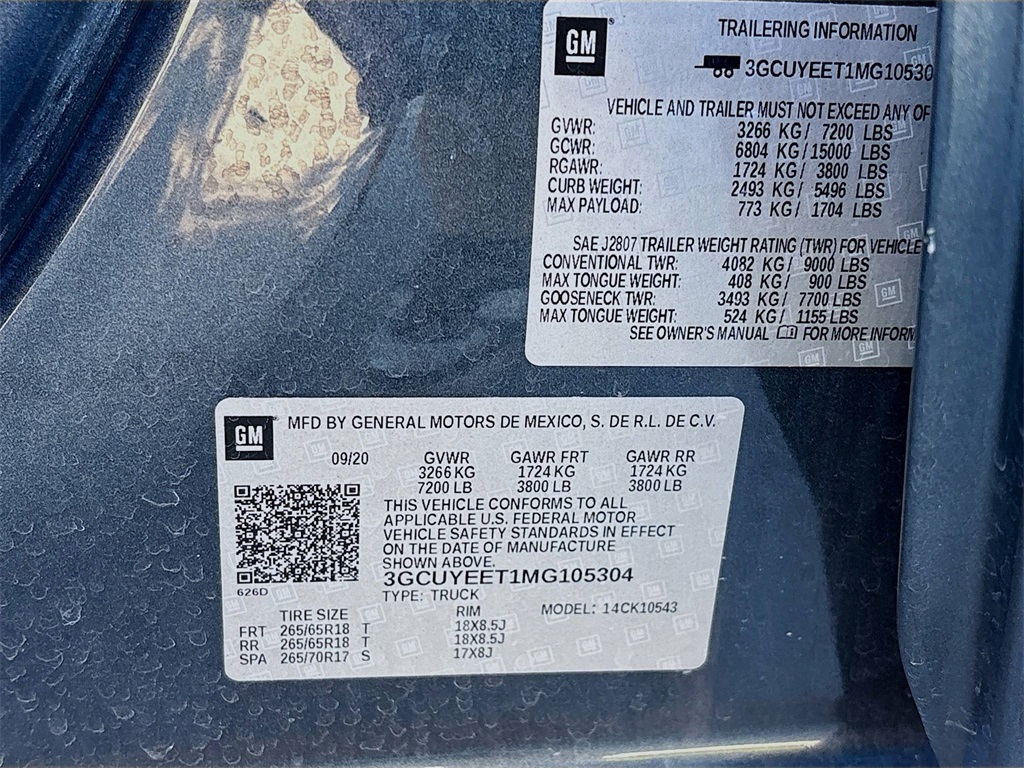 GM
TRAILERING INFORMATION
3GCUYEET1MG10530
VEHICLE AND TRAILER MUST NOT EXCEED ANY OF
GVWR: 3266 KG / 7200 LBS
GCWR: 6804 KG / 15000 LBS
RGAWR: 1724 KG / 3800 LBS
CURB WEIGHT: 2493 KG / 5496 LBS
MAX PAYLOAD: 773 KG / 1704 LBS
SAE J2807 TRAILER WEIGHT RATING (TWR) FOR VEHICLE
CONVENTIONAL TWR: 4082 KG / 9000 LBS
MAX TONGUE WEIGHT: 408 KG / 900 LBS
GOOSENECK TWR: 3493 KG / 7700 LBS
MAX TONGUE WEIGHT: 524 KG / 1155 LBS
SEE OWNER'S MANUAL FOR MORE INFORM
GM
MFD BY GENERAL MOTORS DE MEXICO, S. DE R.L. DE C.V.
09/20 GVWR GAWR FRT GAWR RR
3266 KG 1724 KG 1724 KG
7200 LB 3800 LB 3800 LB
THIS VEHICLE CONFORMS TO ALL
APPLICABLE U.S. FEDERAL MOTOR
VEHICLE SAFETY STANDARDS IN EFFECT
ON THE DATE OF MANUFACTURE
SHOWN ABOVE.
3GCUYEET1MG105304
626D
TYPE: TRUCK
TIRE SIZE RIM MODEL: 14CK10543
FRT 265/65R18 T 18X8.5J
RR 265/65R18 T 18X8.5J
SPA 265/70R17 S 17X8J